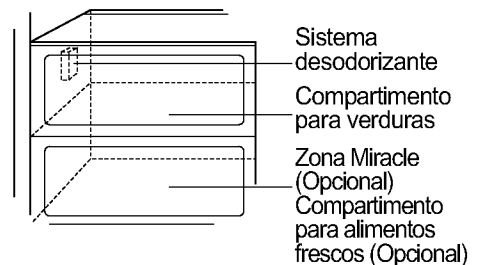 Sistema
desodorizante
Compartimento
para verduras
Zona Miracle
(Opcional)
Compartimento
para alimentos
frescos (Opcional)